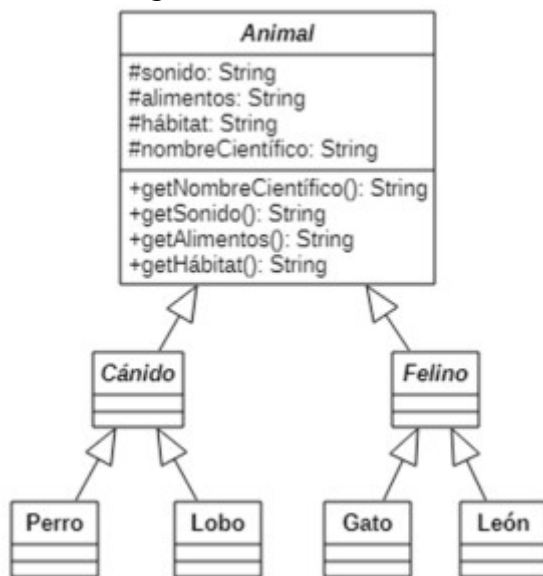 Animal
#sonido: String
#alimentos: String
#hábitat: String
#nombreCientífico: String
+getNombreCientífico(): String
+getSonido(): String
+getAlimentos(): String
+getHábitat(): String
Cánido
Felino
Perro
Lobo
Gato
León